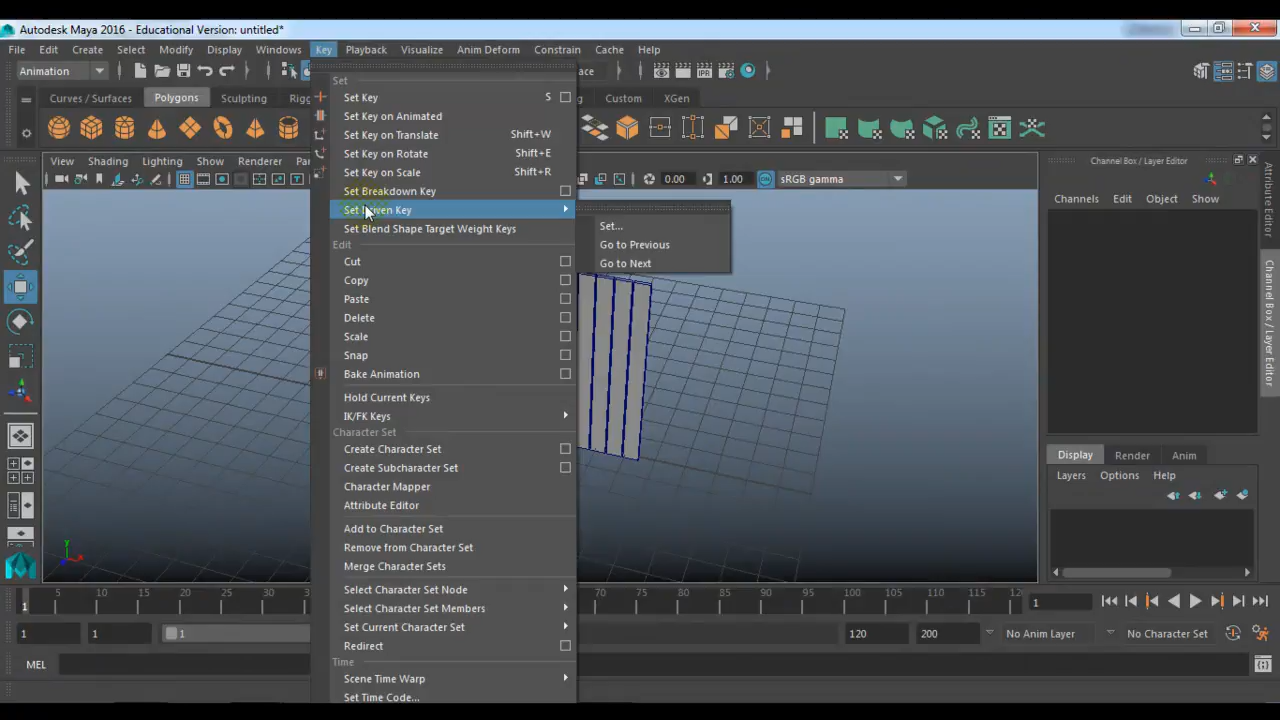 Autodesk Maya 2016 - Educational Version: untitled*
File Edit Create Select Modify Display Windows Key Playback Visualize Anim Deform Constrain Cache Help
Animation
Curves / Surfaces Polygons Sculpting Custom XGen
View Shading Lighting Show Renderer
0.00 1.00 sRGB gamma
Set
Set Key S
Set Key on Animated
Set Key on Translate Shift+W
Set Key on Rotate Shift+E
Set Key on Scale Shift+R
Set Breakdown Key
Set Driven Key
Set Blend Shape Target Weight Keys
Edit
Cut
Copy
Paste
Delete
Scale
Snap
Bake Animation
Hold Current Keys
IK/FK Keys
Character Set
Create Character Set
Create Subcharacter Set
Character Mapper
Attribute Editor
Add to Character Set
Remove from Character Set
Merge Character Sets
Select Character Set Node
Select Character Set Members
Set Current Character Set
Redirect
Time
Scene Time Warp
Set Time Code...
Set...
Go to Previous
Go to Next
Channel Box / Layer Editor
Channels Edit Object Show
Attribute Editor
Channel Box / Layer Editor
Display Render Anim
Layers Options Help
y
1 5 10 15 20 25 30 70 75 80 85 90 95 100 105 110 115
1
1 1 1 120 200 No Anim Layer No Character Set
MEL